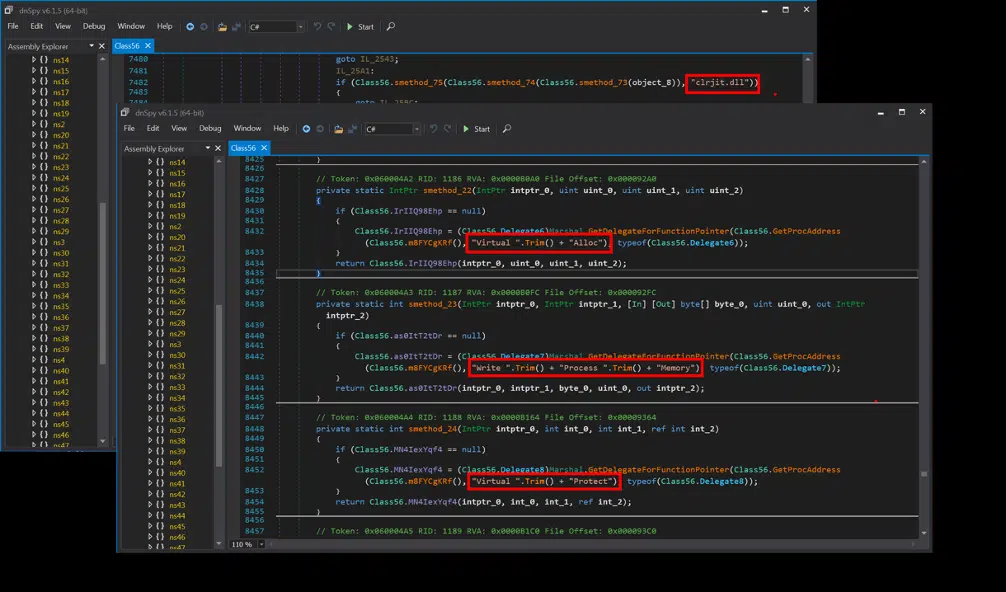 dnSpy v6.1.5 (64-bit)
File Edit View Debug Window Help C# Start
Assembly Explorer
Class56
ns14
ns15
ns16
ns17
ns18
ns19
ns2
ns20
ns21
ns22
ns23
ns24
ns25
ns26
ns27
ns28
ns29
ns3
ns30
ns31
ns32
ns33
ns34
ns35
ns36
ns37
ns38
ns39
ns4
ns40
ns41
ns42
ns43
ns44
ns45
ns46
ns47
7480 goto IL_2543;
7481 IL_25A1:
7482 if (Class56.smethod_75(Class56.smethod_74(Class56.smethod_73(object_8)), "clrjit.dll"))
7483 {
7484
dnSpy v6.1.5 (64-bit)
File Edit View Debug Window Help C# Start
Assembly Explorer
Class56
ns14
ns15
ns16
ns17
ns18
ns19
ns2
ns20
ns21
ns22
ns23
ns24
ns25
ns26
ns27
ns28
ns29
ns3
ns30
ns31
ns32
ns33
ns34
ns35
ns36
ns37
ns38
ns39
ns4
ns40
ns41
ns42
ns43
ns44
ns45
ns46
ns47
8425 }
8426
8427 // Token: 0x060004A2 RID: 1186 RVA: 0x0000B0A0 File Offset: 0x000092A0
8428 private static IntPtr smethod_22(IntPtr intptr_0, uint uint_0, uint uint_1, uint uint_2)
8429 {
8430 if (Class56.IrIIQ98Ehp == null)
8431 {
8432 Class56.IrIIQ98Ehp = (Class56.Delegate6)Marshal.GetDelegateForFunctionPointer(Class56.GetProcAddress
(Class56.m8FYCgKRf(), "Virtual ".Trim() + "Alloc"), typeof(Class56.Delegate6));
8433 }
8434 return Class56.IrIIQ98Ehp(intptr_0, uint_0, uint_1, uint_2);
8435 }
8436
8437 // Token: 0x060004A3 RID: 1187 RVA: 0x0000B0FC File Offset: 0x000092FC
8438 private static int smethod_23(IntPtr intptr_0, IntPtr intptr_1, [In] [Out] byte[] byte_0, uint uint_0, out IntPtr
intptr_2)
8439 {
8440 if (Class56.as0ItT2tDr == null)
8441 {
8442 Class56.as0ItT2tDr = (Class56.Delegate7)Marshal.GetDelegateForFunctionPointer(Class56.GetProcAddress
(Class56.m8FYCgKRf(), "Write ".Trim() + "Process ".Trim() + "Memory"), typeof(Class56.Delegate7));
8443 }
8444 return Class56.as0ItT2tDr(intptr_0, intptr_1, byte_0, uint_0, out intptr_2);
8445 }
8446
8447 // Token: 0x060004A4 RID: 1188 RVA: 0x0000B164 File Offset: 0x00009364
8448 private static int smethod_24(IntPtr intptr_0, int int_0, int int_1, ref int int_2)
8449 {
8450 if (Class56.MN4IexYqf4 == null)
8451 {
8452 Class56.MN4IexYqf4 = (Class56.Delegate8)Marshal.GetDelegateForFunctionPointer(Class56.GetProcAddress
(Class56.m8FYCgKRf(), "Virtual ".Trim() + "Protect"), typeof(Class56.Delegate8));
8453 }
8454 return Class56.MN4IexYqf4(intptr_0, int_0, int_1, ref int_2);
8455 }
8456
8457 // Token: 0x060004A5 RID: 1189 RVA: 0x0000B1C0 File Offset: 0x000093C0
110 %